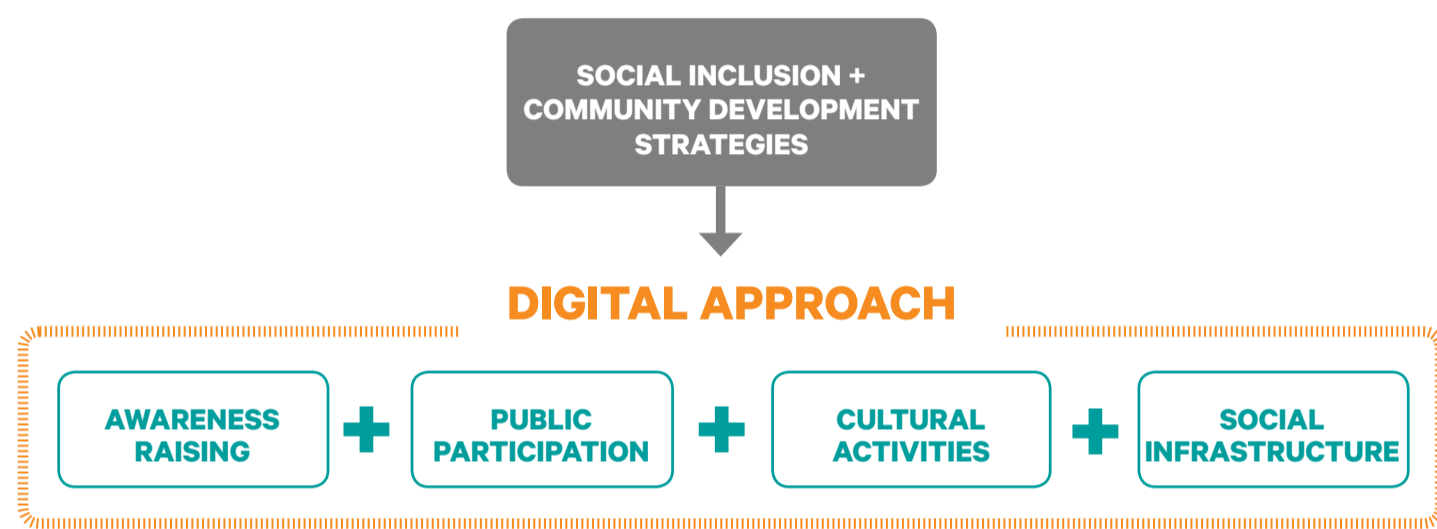 SOCIAL INCLUSION +
COMMUNITY DEVELOPMENT
STRATEGIES
DIGITAL APPROACH
AWARENESS
RAISING
+
PUBLIC
PARTICIPATION
+
CULTURAL
ACTIVITIES
+
SOCIAL
INFRASTRUCTURE